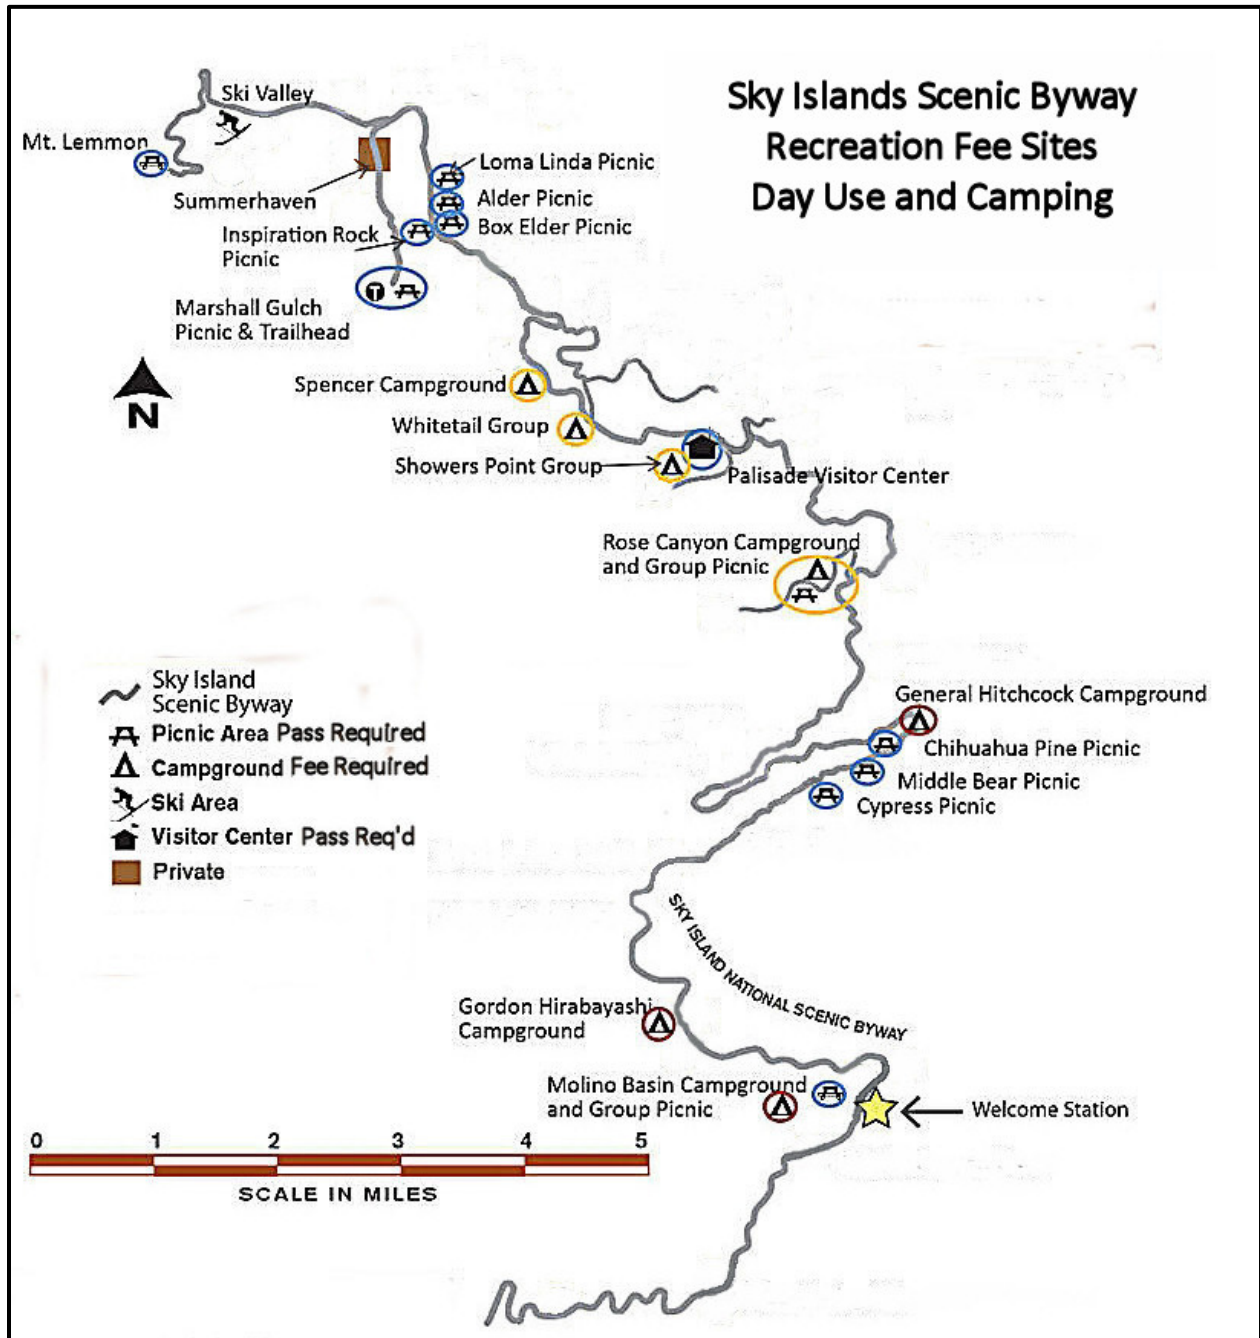 Sky Islands Scenic Byway
Recreation Fee Sites
Day Use and Camping
Ski Valley
Mt. Lemmon
Loma Linda Picnic
Summerhaven
Alder Picnic
Box Elder Picnic
Inspiration Rock
Picnic
T
Marshall Gulch
Picnic & Trailhead
Spencer Campground
N
Whitetail Group
Showers Point Group
Palisade Visitor Center
Rose Canyon Campground
and Group Picnic
Sky Island
Scenic Byway
Picnic Area Pass Required
Campground Fee Required
Ski Area
Visitor Center Pass Req'd
Private
General Hitchcock Campground
Chihuahua Pine Picnic
Middle Bear Picnic
Cypress Picnic
SKY ISLAND NATIONAL SCENIC BYWAY
Gordon Hirabayashi
Campground
Molino Basin Campground
and Group Picnic
Welcome Station
0 1 2 3 4 5
SCALE IN MILES